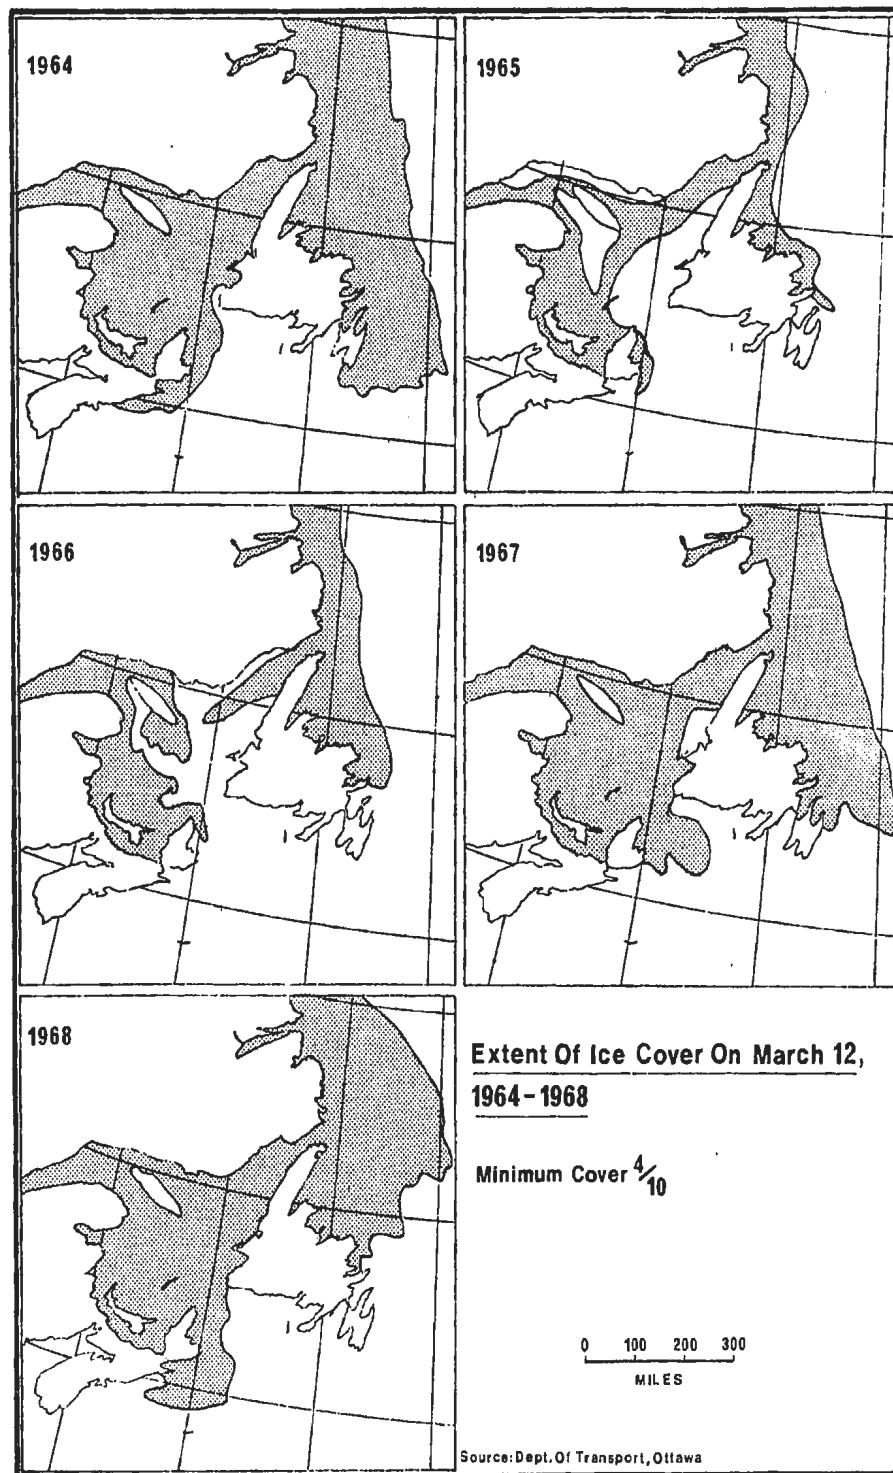 1964
1965
1966
1967
1968
Extent Of Ice Cover On March 12,
1964-1968
Minimum Cover 4/10
0 100 200 300
MILES
Source: Dept. Of Transport, Ottawa